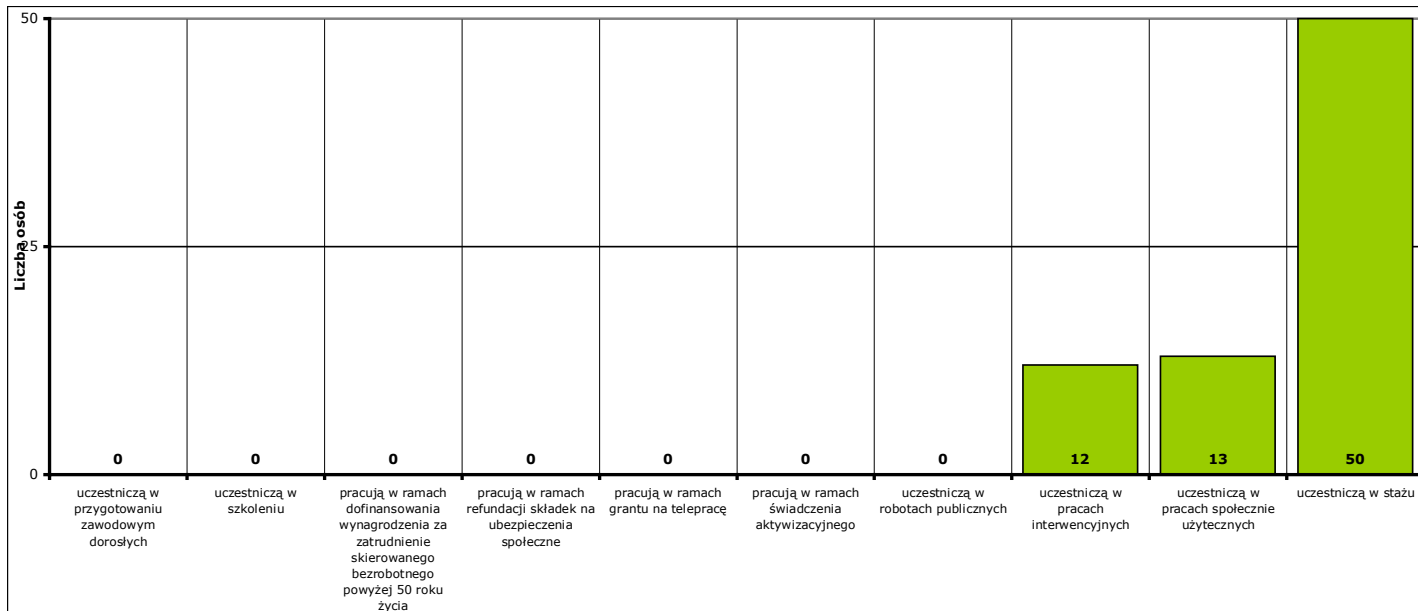 50
Liczba osób
25
0
0
0
0
0
0
0
0
12
13
50
uczestniczą w
przygotowaniu
zawodowym
dorosłych
uczestniczą w
szkoleniu
pracują w ramach
dofinansowania
wynagrodzenia za
zatrudnienie
skierowanego
bezrobotnego
powyżej 50 roku
życia
pracują w ramach
refundacji składek na
ubezpieczenia
społeczne
pracują w ramach
grantu na telepracę
pracują w ramach
świadczenia
aktywizacyjnego
uczestniczą w
robotach publicznych
uczestniczą w
pracach
interwencyjnych
uczestniczą w
pracach społecznie
użytecznych
uczestniczą w stażu